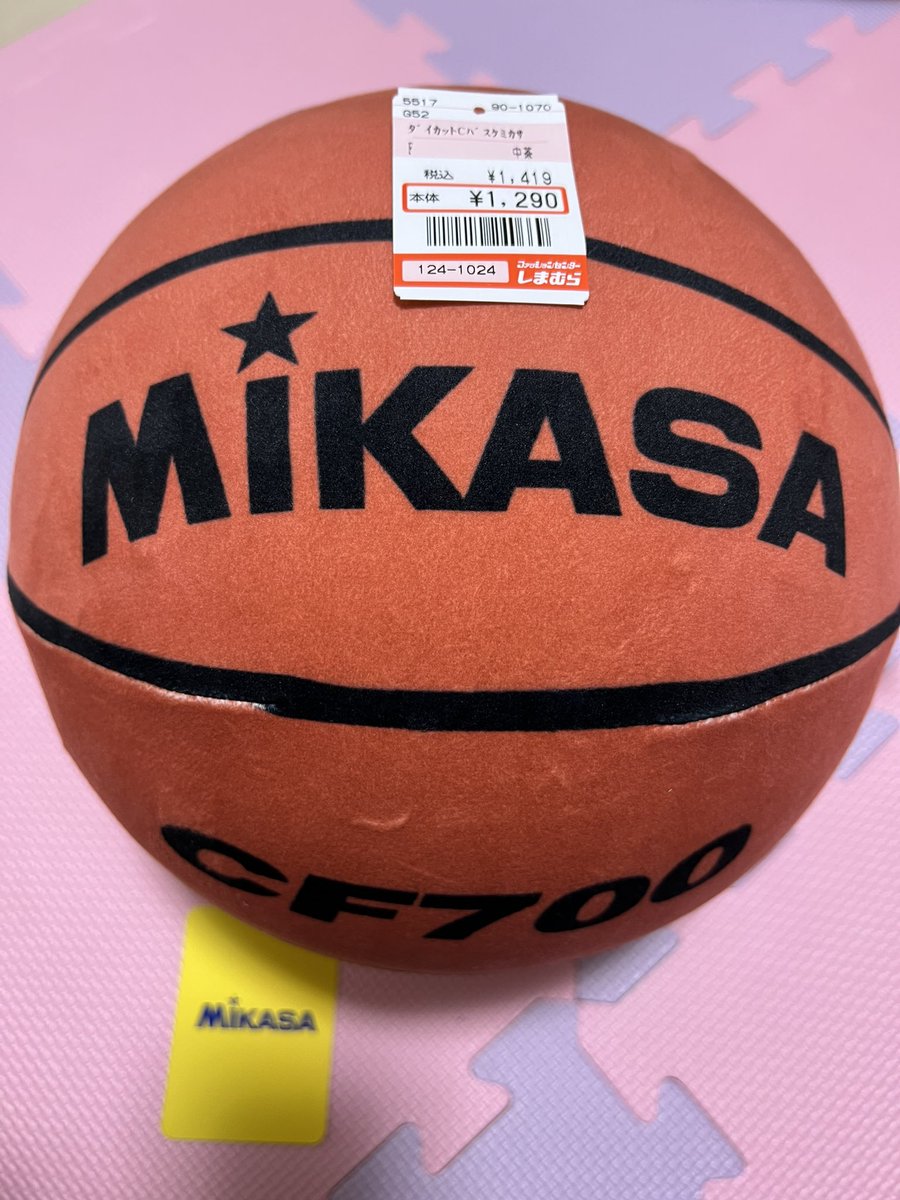 5517 90-1070
G52
ダイカットCバスケミカサ
F 中茶
税込 ¥1,419
本体 ¥1,290
124-1024 ファッションセンター
しまむら
MIKASA
CF700
MIKASA